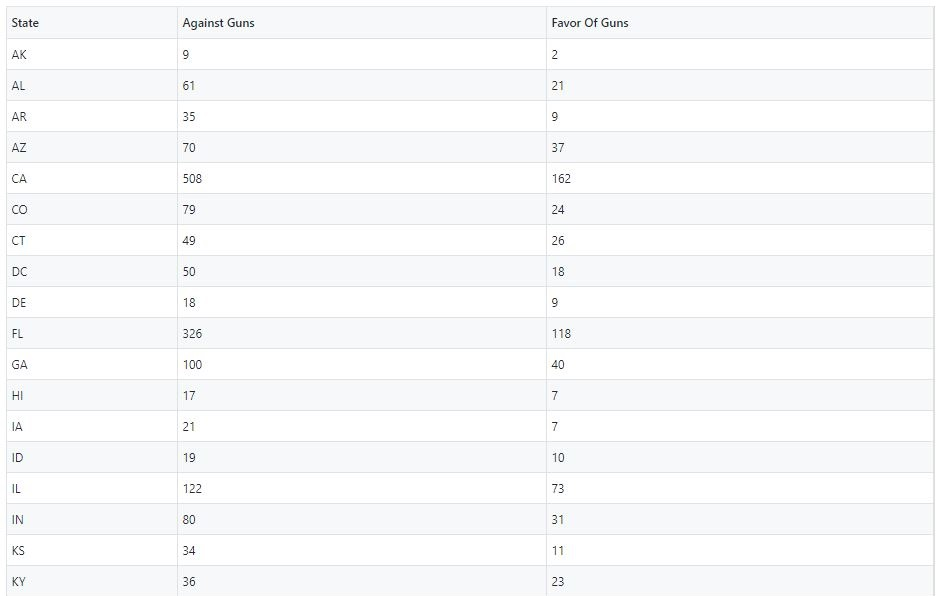 State Against Guns Favor Of Guns
AK 9 2
AL 61 21
AR 35 9
AZ 70 37
CA 508 162
CO 79 24
CT 49 26
DC 50 18
DE 18 9
FL 326 118
GA 100 40
HI 17 7
IA 21 7
ID 19 10
IL 122 73
IN 80 31
KS 34 11
KY 36 23